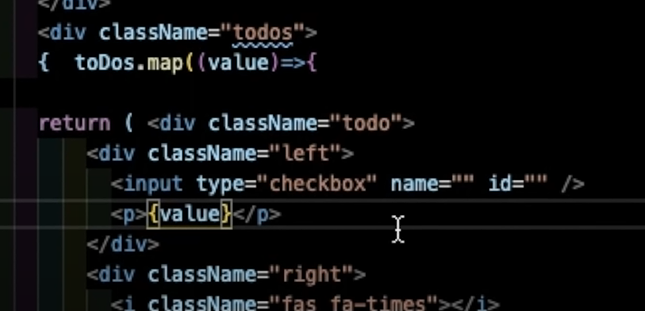 </div>
<div className="todos">
{  toDos.map((value)=>{
return ( <div className="todo">
<div className="left">
<input type="checkbox" name="" id="" />
<p>{value}</p>
</div>
<div className="right">
<i className="fas fa-times"></i>